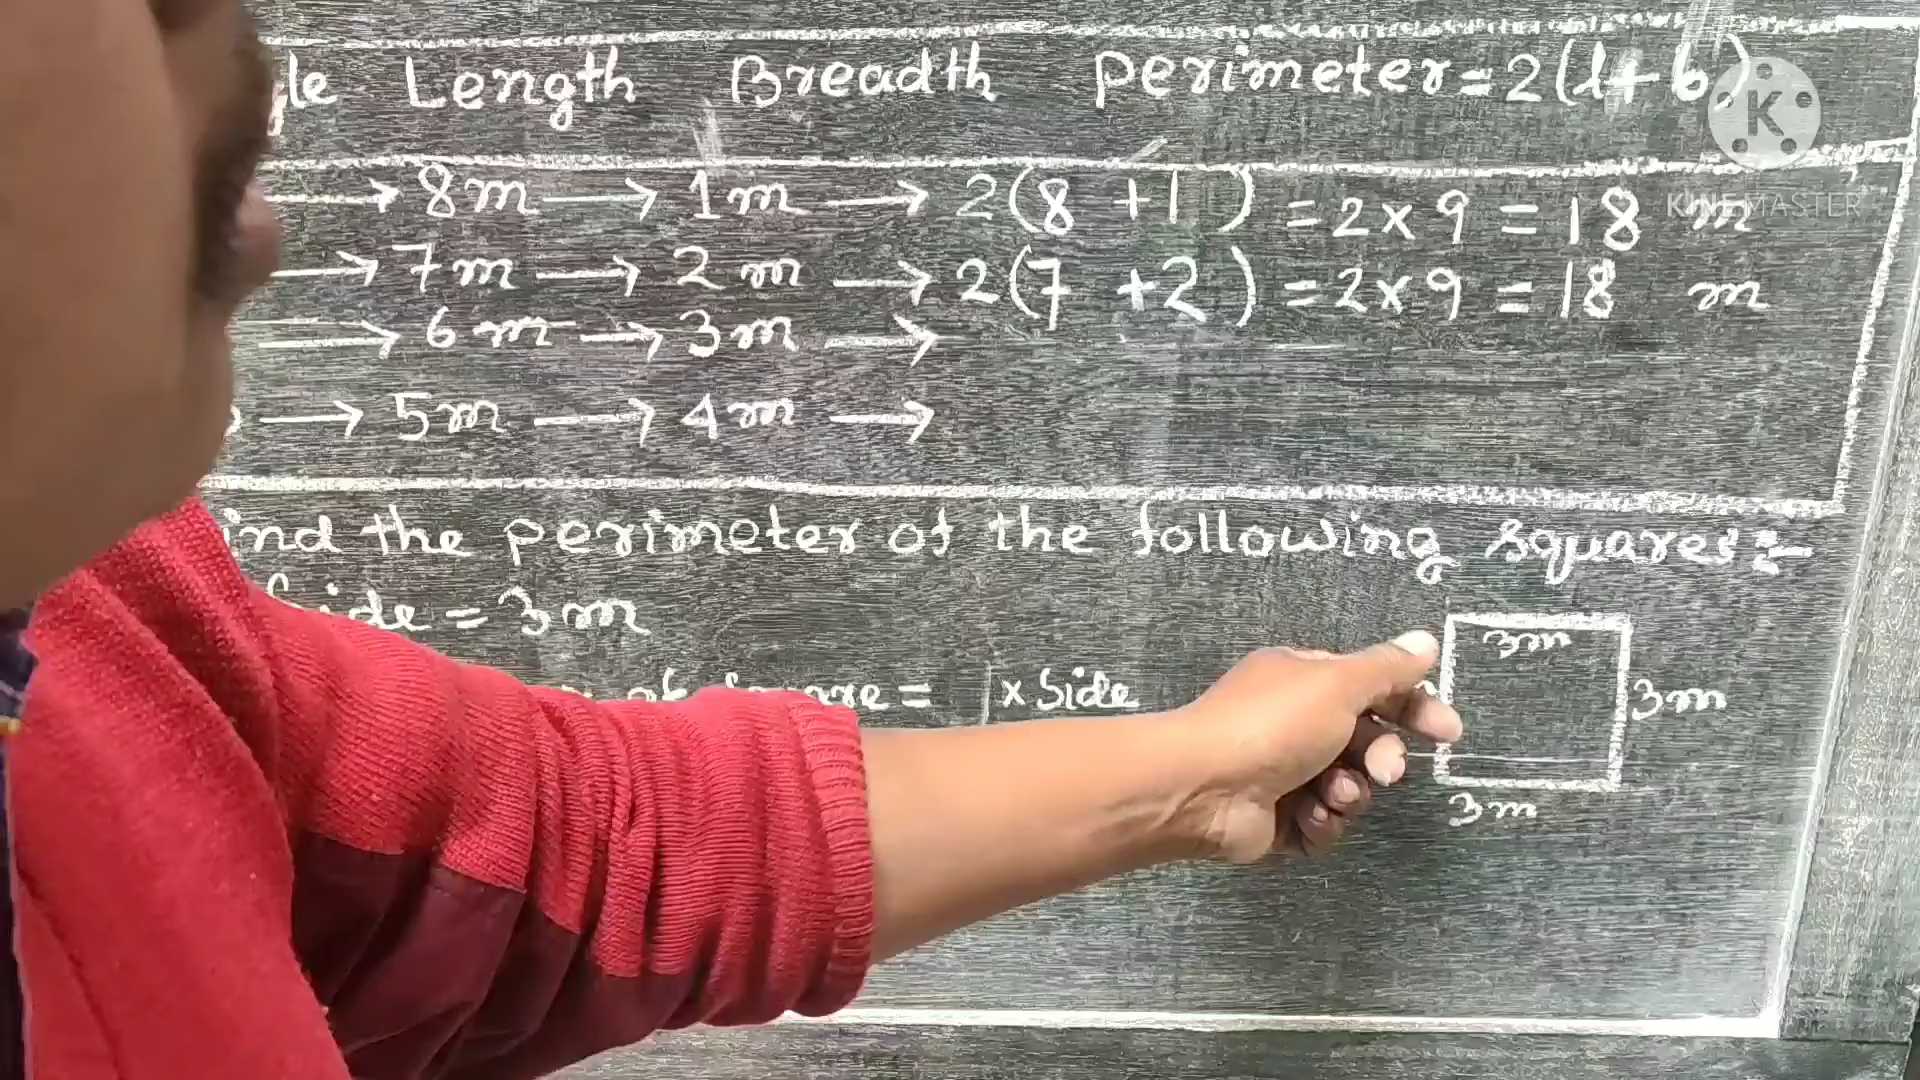 Length Breadth Perimeter = 2(l+b)
→ 8m → 1m → 2(8 +1) = 2×9 = 18 m
→ 7m → 2m → 2(7 +2) = 2×9 = 18 m
→ 6m → 3m →
→ 5m → 4m →
ind the perimeter of the following squares:-
Side = 3m
of square = × Side
3m
3m
3m
K
KINEMASTER